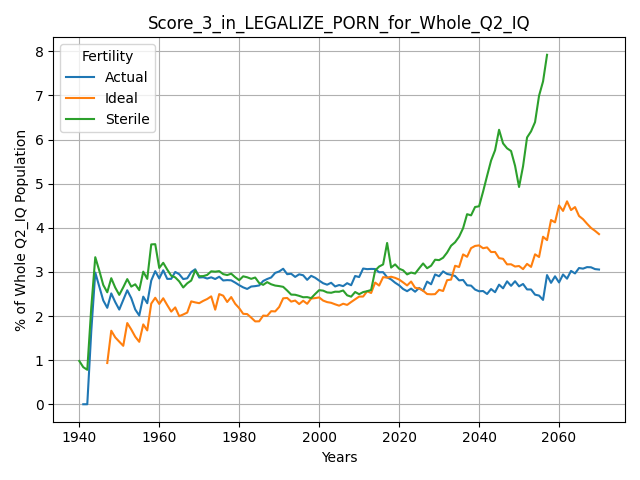 Score_3_in_LEGALIZE_PORN_for_Whole_Q2_IQ
% of Whole Q2_IQ Population
8
7
6
5
4
3
2
1
0
Fertility
Actual
Ideal
Sterile
1940 1960 1980 2000 2020 2040 2060
Years